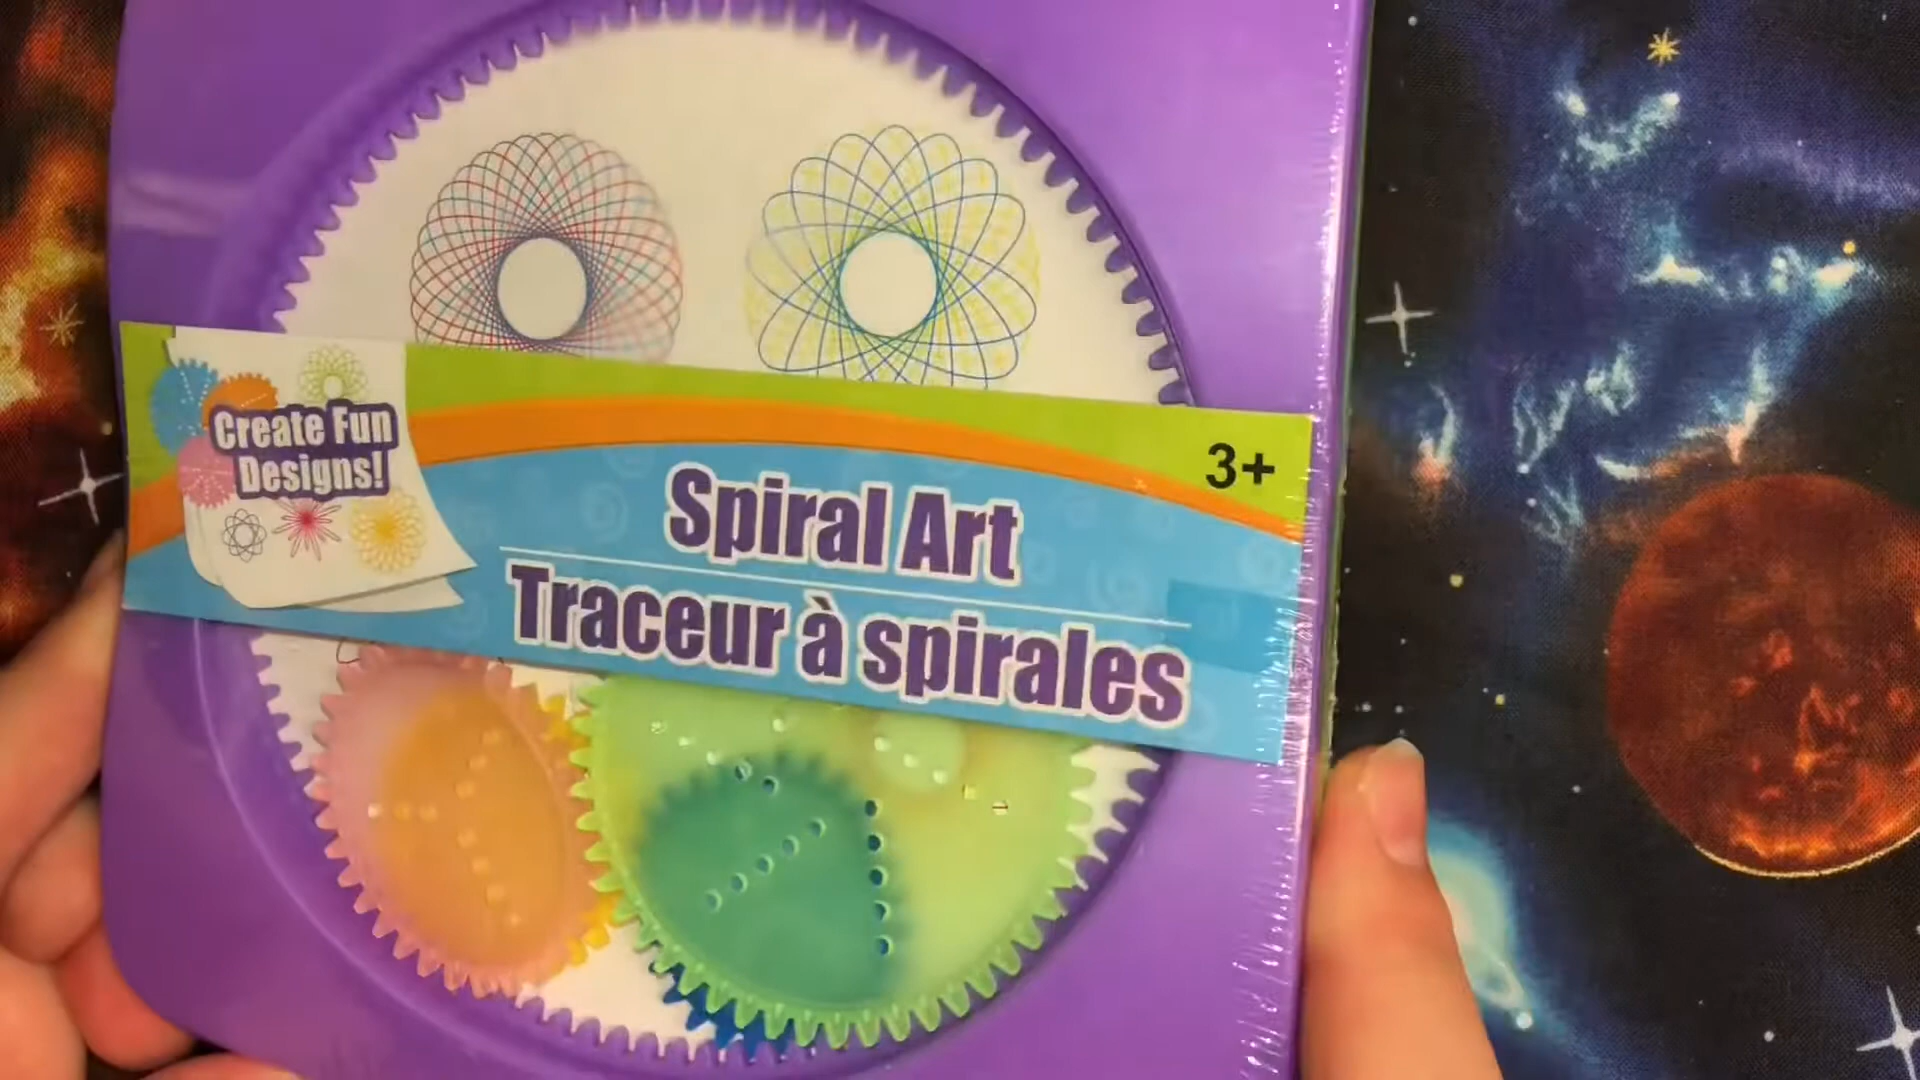 Create Fun
Designs!
3+
Spiral Art
Traceur à spirales